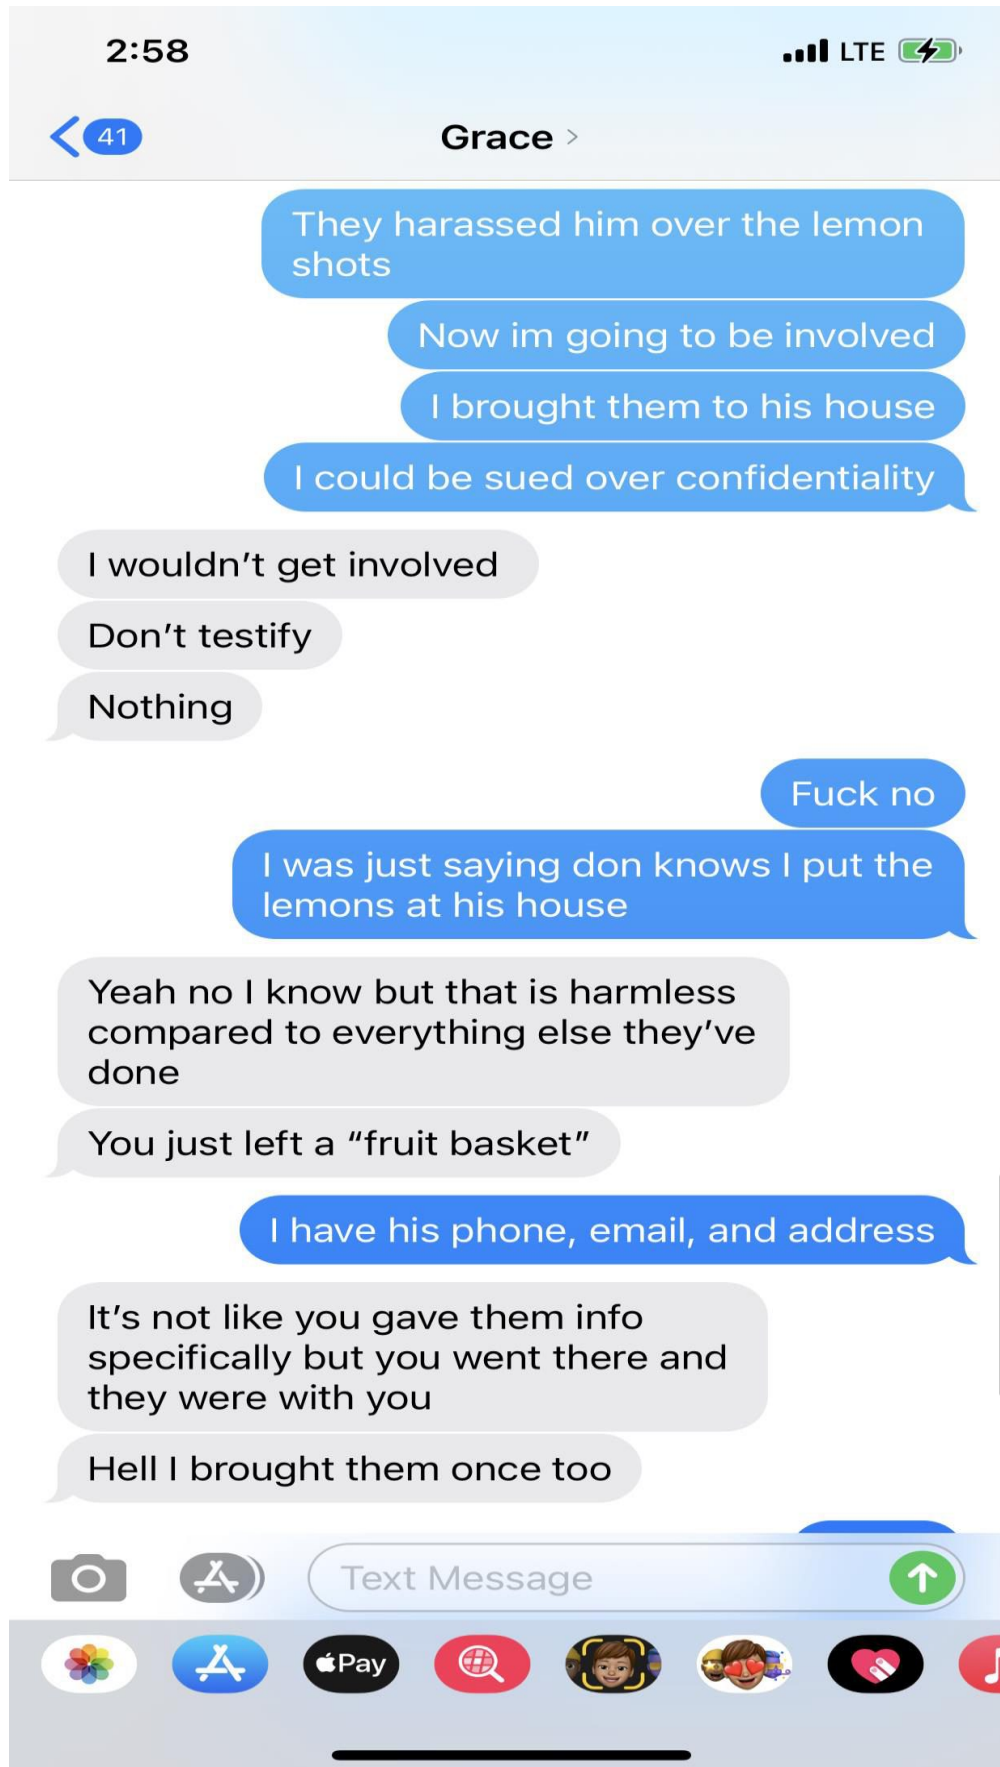 2:58
LTE
41
Grace
They harassed him over the lemon
shots
Now im going to be involved
I brought them to his house
I could be sued over confidentiality
I wouldn’t get involved
Don’t testify
Nothing
Fuck no
I was just saying don knows I put the
lemons at his house
Yeah no I know but that is harmless
compared to everything else they’ve
done
You just left a “fruit basket”
I have his phone, email, and address
It’s not like you gave them info
specifically but you went there and
they were with you
Hell I brought them once too
Text Message
Pay